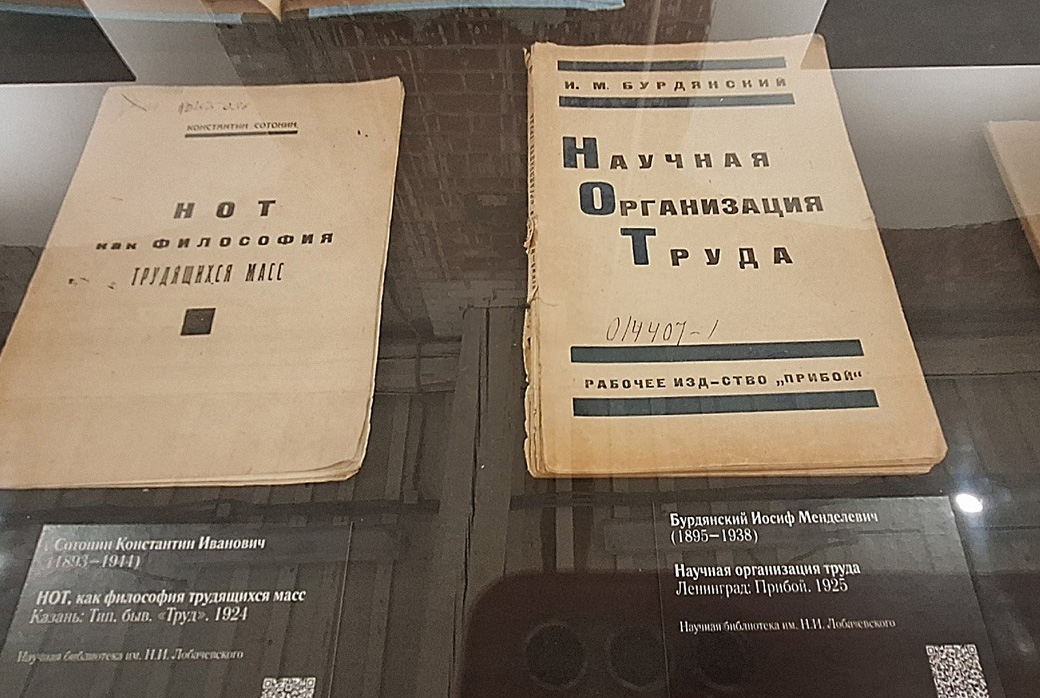 КОНСТАНТИН СОТОНИН.
НОТ
как ФИЛОСОФИЯ
ТРУДЯЩИХСЯ МАСС
И. М. БУРДЯНСКИЙ
НАУЧНАЯ
ОРГАНИЗАЦИЯ
ТРУДА
0/4407-1
РАБОЧЕЕ ИЗД-СТВО „ПРИБОЙ“
Сотонин Константин Иванович
(1893–1944)
НОТ, как философия трудящихся масс
Казань: Тип. быв. «Труд». 1924
Научная библиотека им. Н.И. Лобачевского
Бурдянский Иосиф Менделевич
(1895–1938)
Научная организация труда
Ленинград: Прибой. 1925
Научная библиотека им. Н.И. Лобачевского